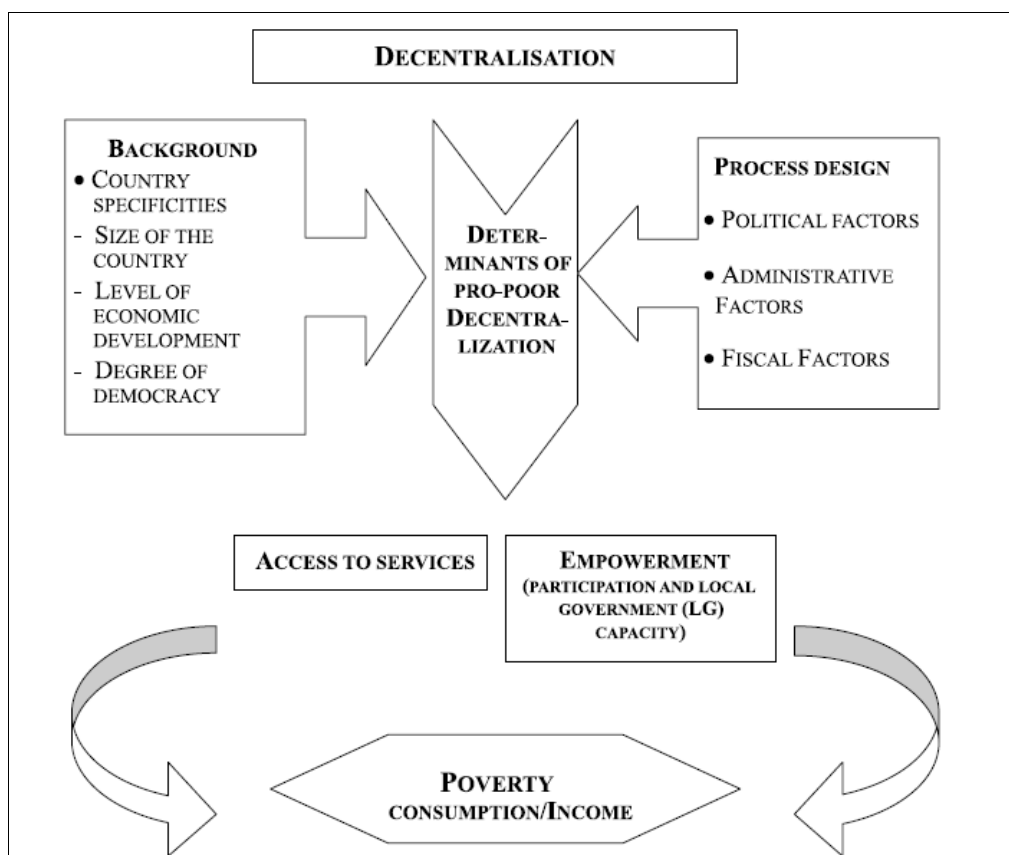 DECENTRALISATION
BACKGROUND
• COUNTRY
SPECIFICITIES
- SIZE OF THE
COUNTRY
- LEVEL OF
ECONOMIC
DEVELOPMENT
- DEGREE OF
DEMOCRACY
DETER-
MINANTS OF
PRO-POOR
DECENTRA-
LIZATION
PROCESS DESIGN
• POLITICAL FACTORS
• ADMINISTRATIVE
FACTORS
• FISCAL FACTORS
ACCESS TO SERVICES
EMPOWERMENT
(PARTICIPATION AND LOCAL
GOVERNMENT (LG)
CAPACITY)
POVERTY
CONSUMPTION/INCOME